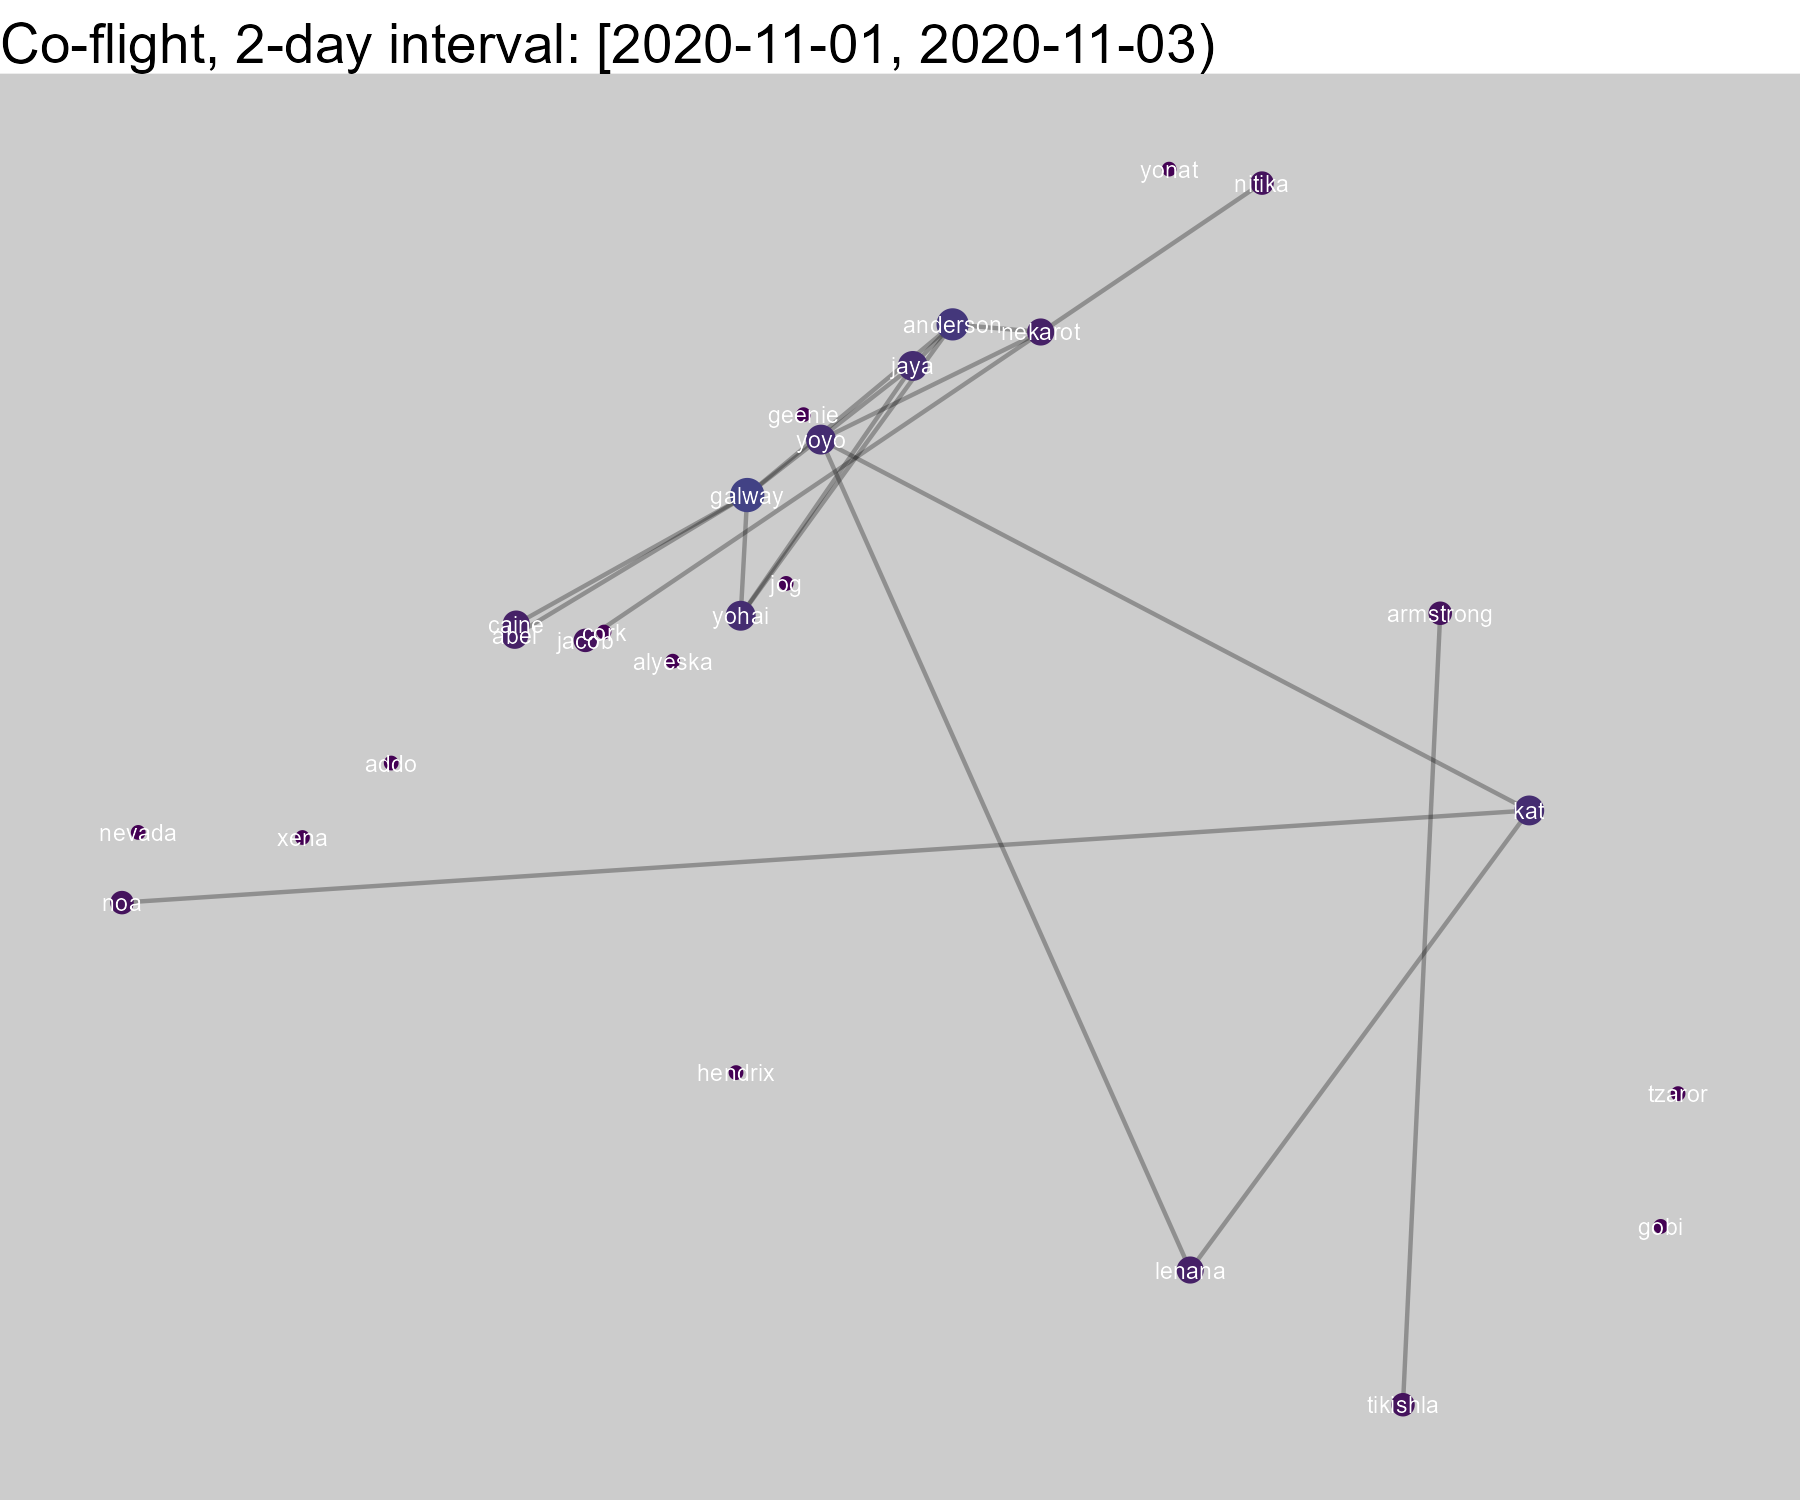 Co-flight, 2-day interval: [2020-11-01, 2020-11-03)
yonat
nitika
anderson
nekarot
jaya
geenie
yoyo
galway
jog
armstrong
yohai
caine
abel
cork
jacob
alyeska
addo
kat
nevada
xena
noa
hendrix
tzaror
gobi
lenana
tikishla